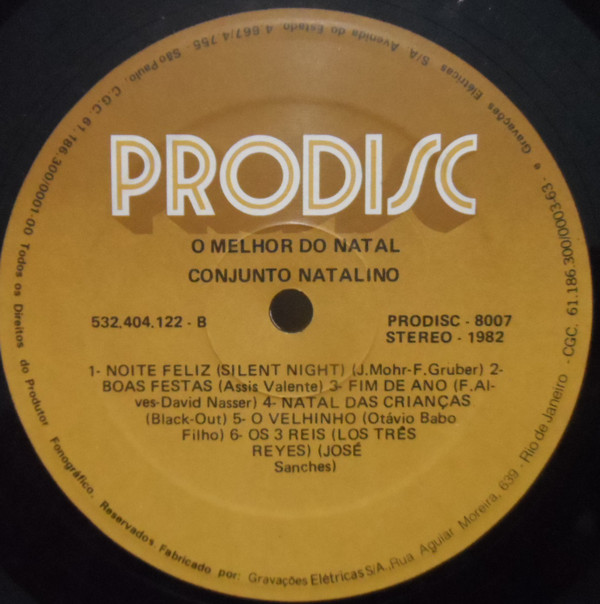 PRODISC
O MELHOR DO NATAL
CONJUNTO NATALINO
532.404.122 - B
PRODISC - 8007
STEREO - 1982
1- NOITE FELIZ (SILENT NIGHT) (J.Mohr-F.Gruber) 2-
BOAS FESTAS (Assis Valente) 3- FIM DE ANO (F.Al-
ves-David Nasser) 4- NATAL DAS CRIANÇAS
(Black-Out) 5- O VELHINHO (Otávio Babo
Filho) 6- OS 3 REIS (LOS TRÊS
REYES) (JOSÉ
Sanches)
Todos os Direitos do Produtor Fonográfico, Reservados Fabricado por: Gravações Elétricas S/A.,Rua Aguiar Moreira, 639 - Rio de Janeiro -CGC. 61.186.300/0003-63- e Gravações Elétricas S/A Avenida do Estado 4.667/4.755 - São Paulo, C.G.C. 61.186.300/0001-00